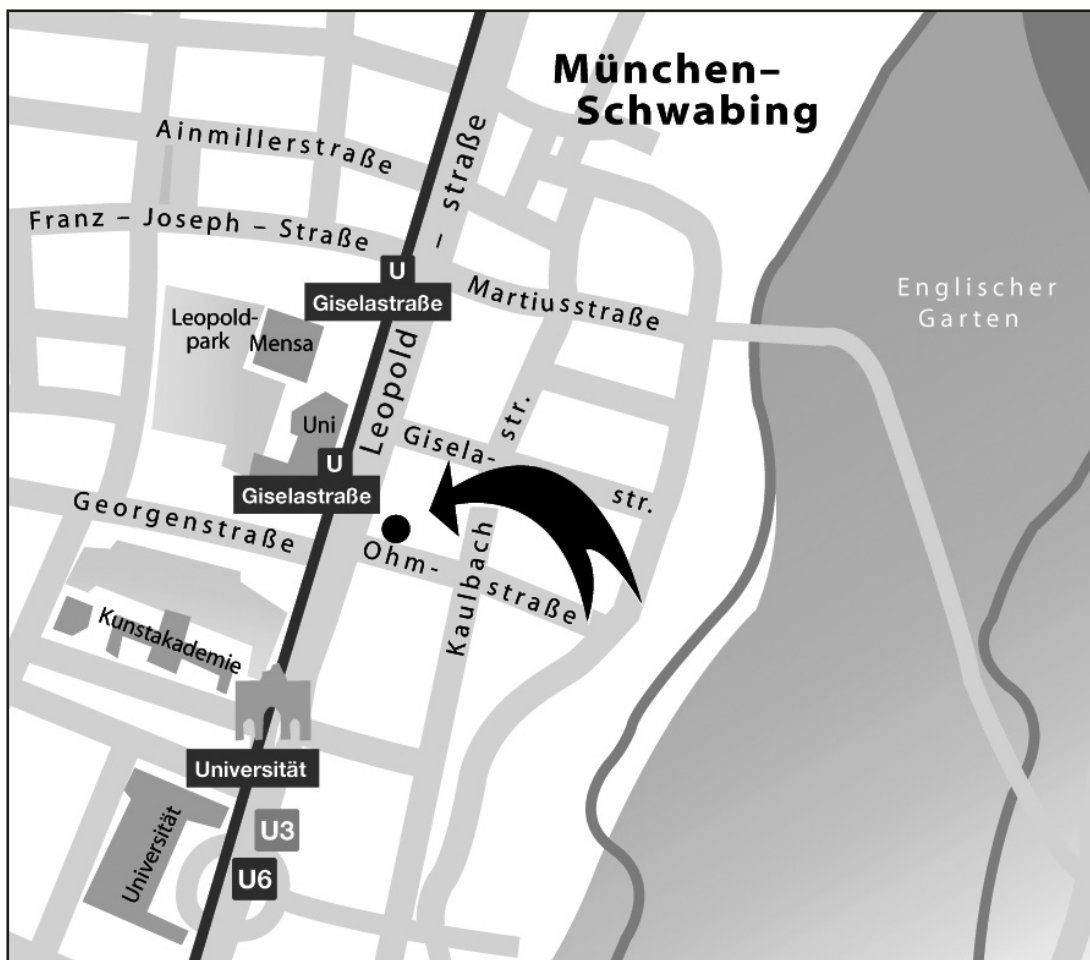 München–
Schwabing
Ainmillerstraße
– straße
Franz – Joseph – Straße
U
Giselastraße
Martiusstraße
Englischer
Garten
Leopold-
park
Mensa
Leopold
Uni
str.
Gisela-
str.
U
Giselastraße
Georgenstraße
Ohm-
straße
Kaulbach
Kunstakademie
Universität
Universität
U3
U6